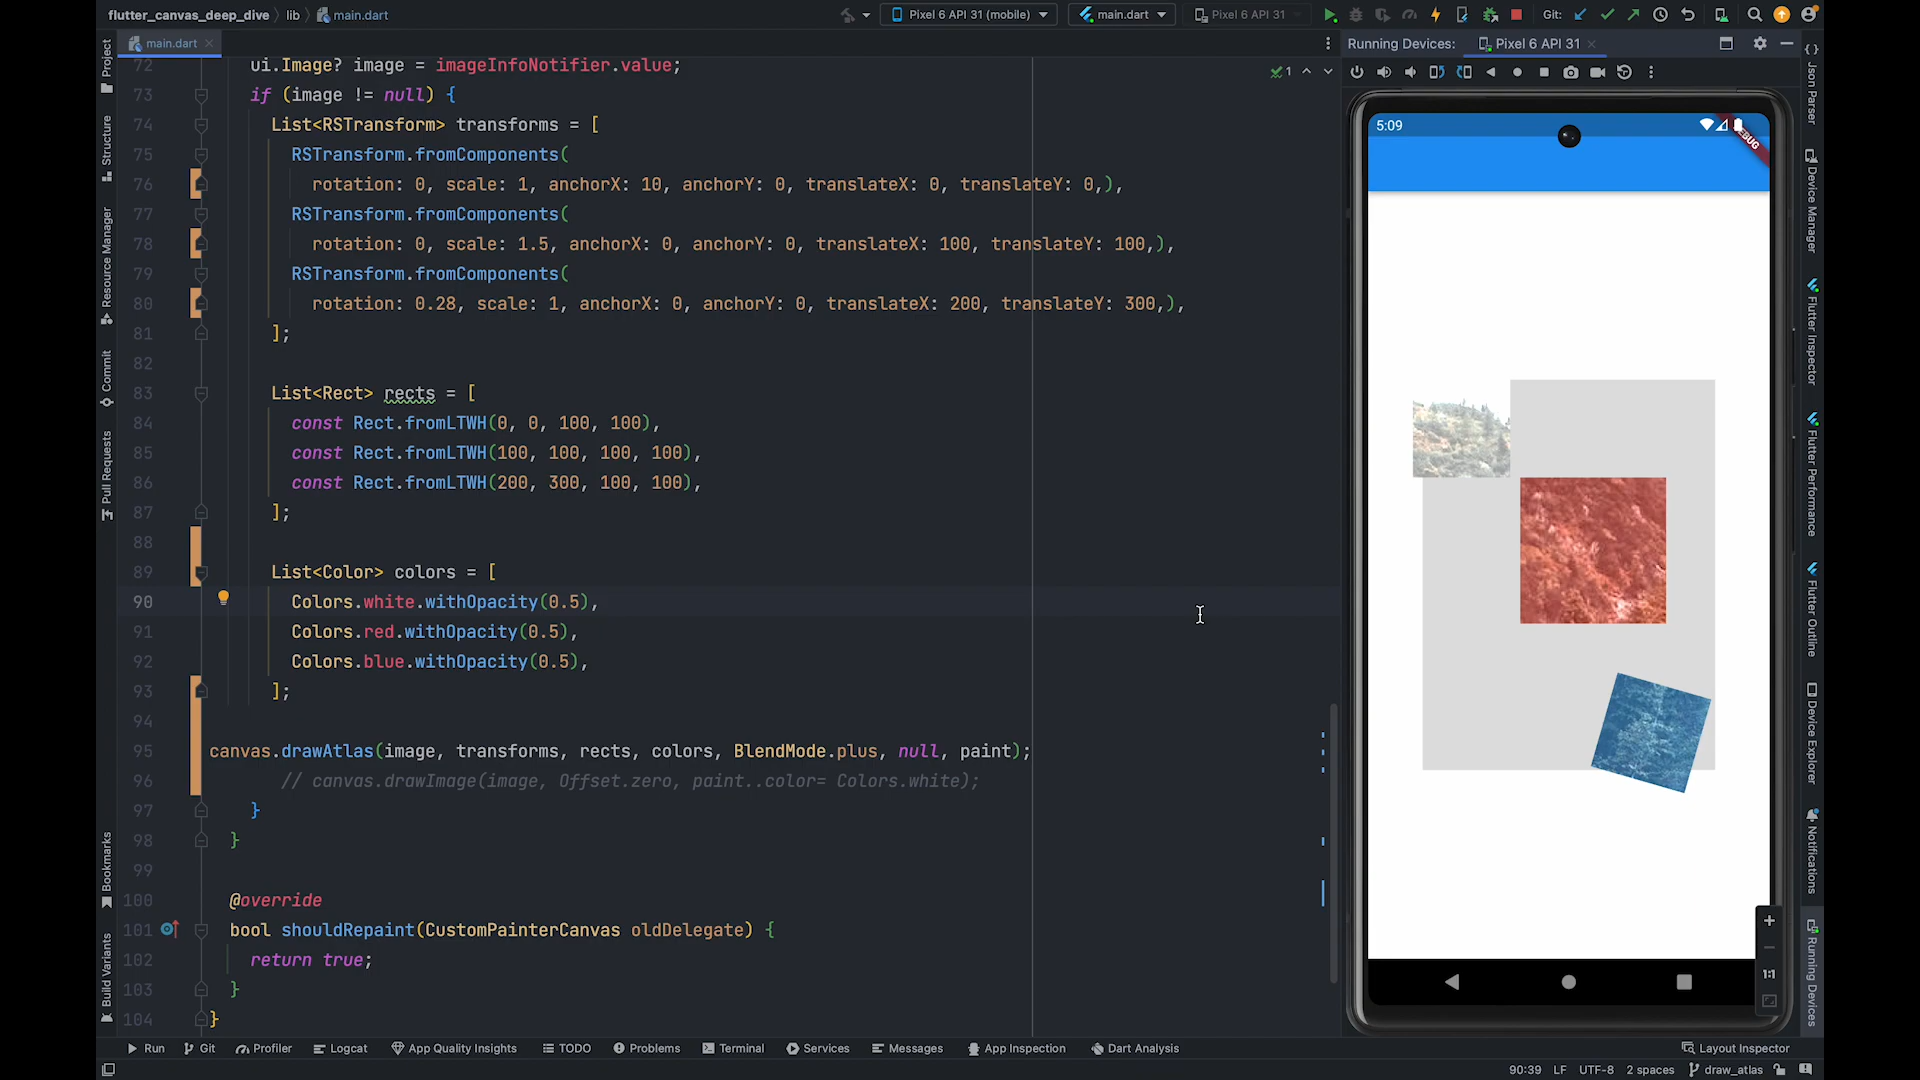 flutter_canvas_deep_dive lib main.dart
Pixel 6 API 31 (mobile) main.dart Pixel 6 API 31 Git:
main.dart
Running Devices: Pixel 6 API 31
72 ui.Image? image = imageInfoNotifier.value;
73 if (image != null) {
74 List<RSTransform> transforms = [
75 RSTransform.fromComponents(
76 rotation: 0, scale: 1, anchorX: 10, anchorY: 0, translateX: 0, translateY: 0,),
77 RSTransform.fromComponents(
78 rotation: 0, scale: 1.5, anchorX: 0, anchorY: 0, translateX: 100, translateY: 100,),
79 RSTransform.fromComponents(
80 rotation: 0.28, scale: 1, anchorX: 0, anchorY: 0, translateX: 200, translateY: 300,),
81 ];
82
83 List<Rect> rects = [
84 const Rect.fromLTWH(0, 0, 100, 100),
85 const Rect.fromLTWH(100, 100, 100, 100),
86 const Rect.fromLTWH(200, 300, 100, 100),
87 ];
88
89 List<Color> colors = [
90 Colors.white.withOpacity(0.5),
91 Colors.red.withOpacity(0.5),
92 Colors.blue.withOpacity(0.5),
93 ];
94
95 canvas.drawAtlas(image, transforms, rects, colors, BlendMode.plus, null, paint);
96 // canvas.drawImage(image, Offset.zero, paint..color= Colors.white);
97 }
98 }
99
100 @override
101 bool shouldRepaint(CustomPainterCanvas oldDelegate) {
102 return true;
103 }
104 }
1
Project
Structure
Resource Manager
Commit
Pull Requests
Bookmarks
Build Variants
5:09
DEBUG
1:1
Json Parser
Device Manager
Flutter Inspector
Flutter Performance
Flutter Outline
Device Explorer
Notifications
Running Devices
Run Git Profiler Logcat App Quality Insights TODO Problems Terminal Services Messages App Inspection Dart Analysis Layout Inspector
90:39 LF UTF-8 2 spaces draw_atlas